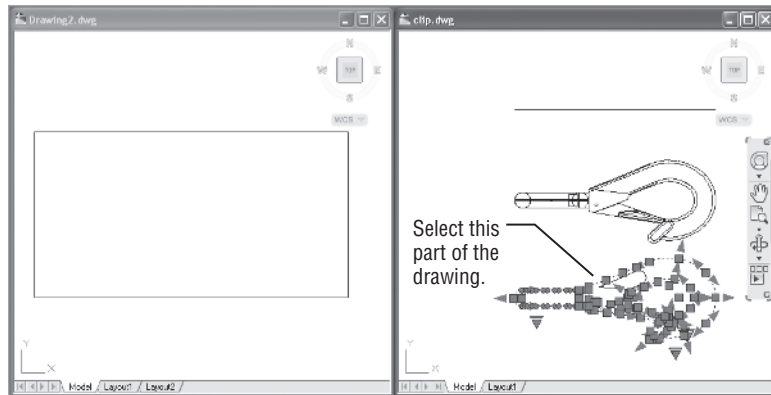 Drawing2.dwg
N
W TOP E
S
WCS
Y
X
Model Layout1 Layout2
clip.dwg
N
W TOP E
S
WCS
Select this
part of the
drawing.
Y
X
Model Layout1